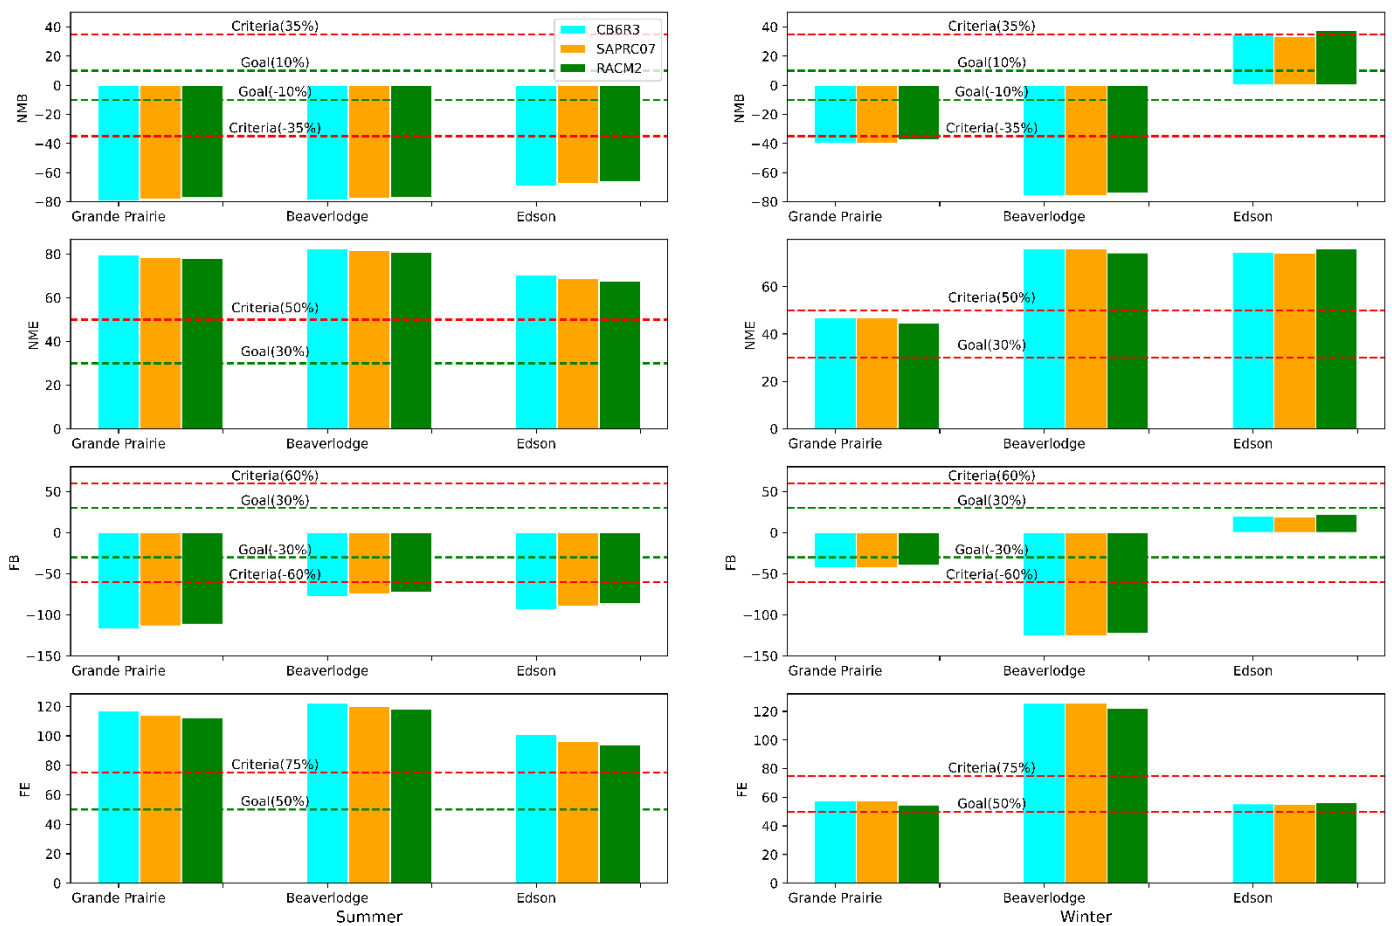 40
20
0
−20
−40
−60
−80
NMB
Criteria(35%)
Goal(10%)
Goal(-10%)
Criteria(-35%)
CB6R3
SAPRC07
RACM2
Grande Prairie
Beaverlodge
Edson
40
20
0
−20
−40
−60
−80
NMB
Criteria(35%)
Goal(10%)
Goal(-10%)
Criteria(-35%)
Grande Prairie
Beaverlodge
Edson
80
60
40
20
0
NME
Criteria(50%)
Goal(30%)
Grande Prairie
Beaverlodge
Edson
60
40
20
0
NME
Criteria(50%)
Goal(30%)
Grande Prairie
Beaverlodge
Edson
50
0
−50
−100
−150
FB
Criteria(60%)
Goal(30%)
Goal(-30%)
Criteria(-60%)
Grande Prairie
Beaverlodge
Edson
50
0
−50
−100
−150
FB
Criteria(60%)
Goal(30%)
Goal(-30%)
Criteria(-60%)
Grande Prairie
Beaverlodge
Edson
120
100
80
60
40
20
0
FE
Criteria(75%)
Goal(50%)
Grande Prairie
Beaverlodge
Edson
Summer
120
100
80
60
40
20
0
FE
Criteria(75%)
Goal(50%)
Grande Prairie
Beaverlodge
Edson
Winter